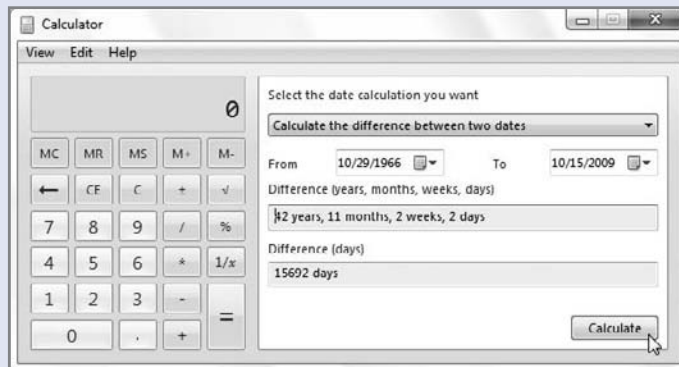 Calculator
View Edit Help
0
MC MR MS M+ M-
← CE C ± √
7 8 9 / %
4 5 6 * 1/x
1 2 3 - =
0 . +
Select the date calculation you want
Calculate the difference between two dates
From 10/29/1966 To 10/15/2009
Difference (years, months, weeks, days)
42 years, 11 months, 2 weeks, 2 days
Difference (days)
15692 days
Calculate